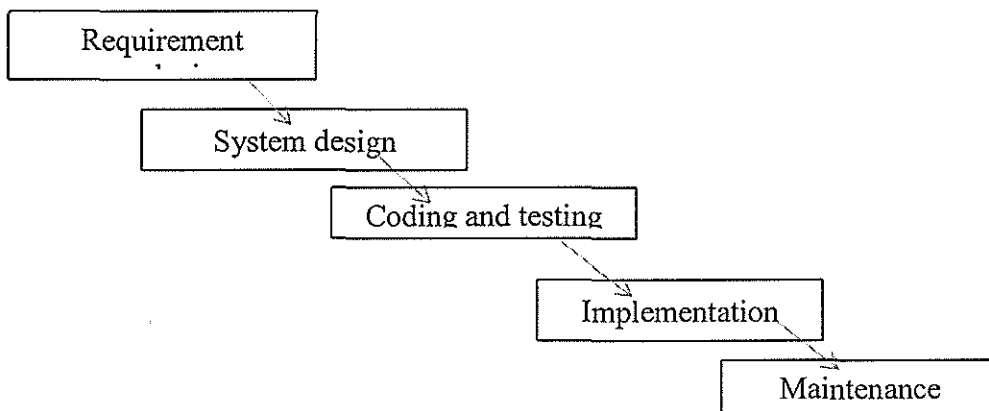 Requirement
System design
Coding and testing
Implementation
Maintenance